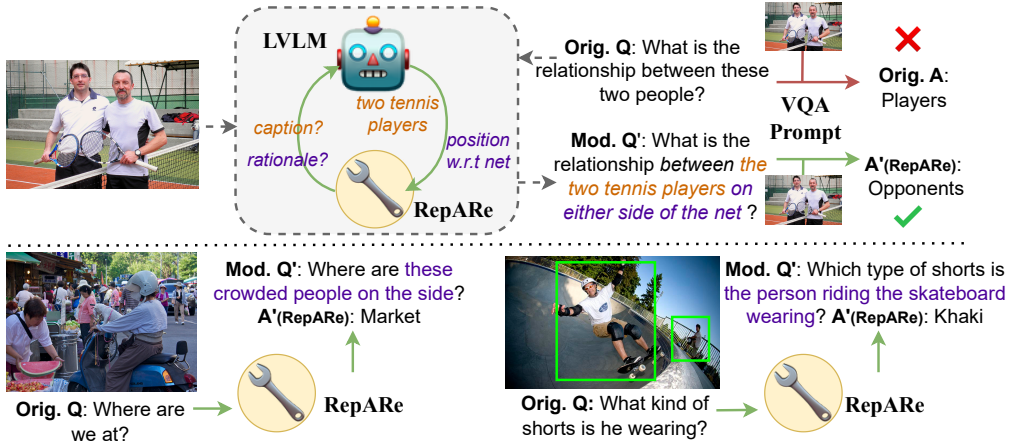 LVLM
caption?
rationale?
two tennis
players
position
w.r.t net
RepARe
Orig. Q: What is the
relationship between these
two people?
Mod. Q': What is the
relationship between the
two tennis players on
either side of the net ?
VQA
Prompt
Orig. A:
Players
A'(RepARe):
Opponents
Mod. Q': Where are these
crowded people on the side?
A'(RepARe): Market
Orig. Q: Where are
we at?
RepARe
Mod. Q': Which type of shorts is
the person riding the skateboard
wearing? A'(RepARe): Khaki
Orig. Q: What kind of
shorts is he wearing?
RepARe